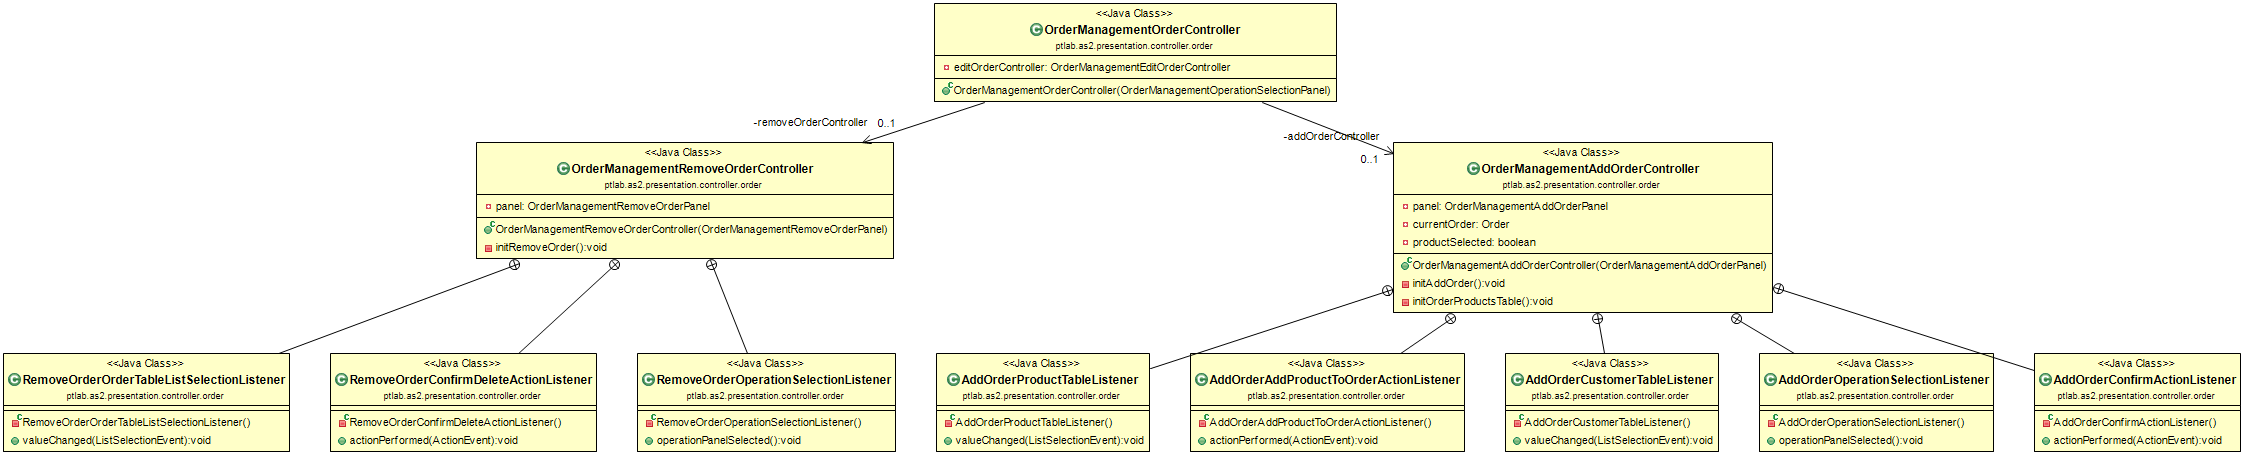 <<Java Class>>
OrderManagementOrderController
ptlab.as2.presentation.controller.order
editOrderController: OrderManagementEditOrderController
OrderManagementOrderController(OrderManagementOperationSelectionPanel)
-removeOrderController
0..1
-addOrderController
0..1
<<Java Class>>
OrderManagementRemoveOrderController
ptlab.as2.presentation.controller.order
panel: OrderManagementRemoveOrderPanel
OrderManagementRemoveOrderController(OrderManagementRemoveOrderPanel)
initRemoveOrder():void
<<Java Class>>
OrderManagementAddOrderController
ptlab.as2.presentation.controller.order
panel: OrderManagementAddOrderPanel
currentOrder: Order
productSelected: boolean
OrderManagementAddOrderController(OrderManagementAddOrderPanel)
initAddOrder():void
initOrderProductsTable():void
<<Java Class>>
RemoveOrderOrderTableListSelectionListener
ptlab.as2.presentation.controller.order
RemoveOrderOrderTableListSelectionListener()
valueChanged(ListSelectionEvent):void
<<Java Class>>
RemoveOrderConfirmDeleteActionListener
ptlab.as2.presentation.controller.order
RemoveOrderConfirmDeleteActionListener()
actionPerformed(ActionEvent):void
<<Java Class>>
RemoveOrderOperationSelectionListener
ptlab.as2.presentation.controller.order
RemoveOrderOperationSelectionListener()
operationPanelSelected():void
<<Java Class>>
AddOrderProductTableListener
ptlab.as2.presentation.controller.order
AddOrderProductTableListener()
valueChanged(ListSelectionEvent):void
<<Java Class>>
AddOrderAddProductToOrderActionListener
ptlab.as2.presentation.controller.order
AddOrderAddProductToOrderActionListener()
actionPerformed(ActionEvent):void
<<Java Class>>
AddOrderCustomerTableListener
ptlab.as2.presentation.controller.order
AddOrderCustomerTableListener()
valueChanged(ListSelectionEvent):void
<<Java Class>>
AddOrderOperationSelectionListener
ptlab.as2.presentation.controller.order
AddOrderOperationSelectionListener()
operationPanelSelected():void
<<Java Class>>
AddOrderConfirmActionListener
ptlab.as2.presentation.controller.order
AddOrderConfirmActionListener()
actionPerformed(ActionEvent):void